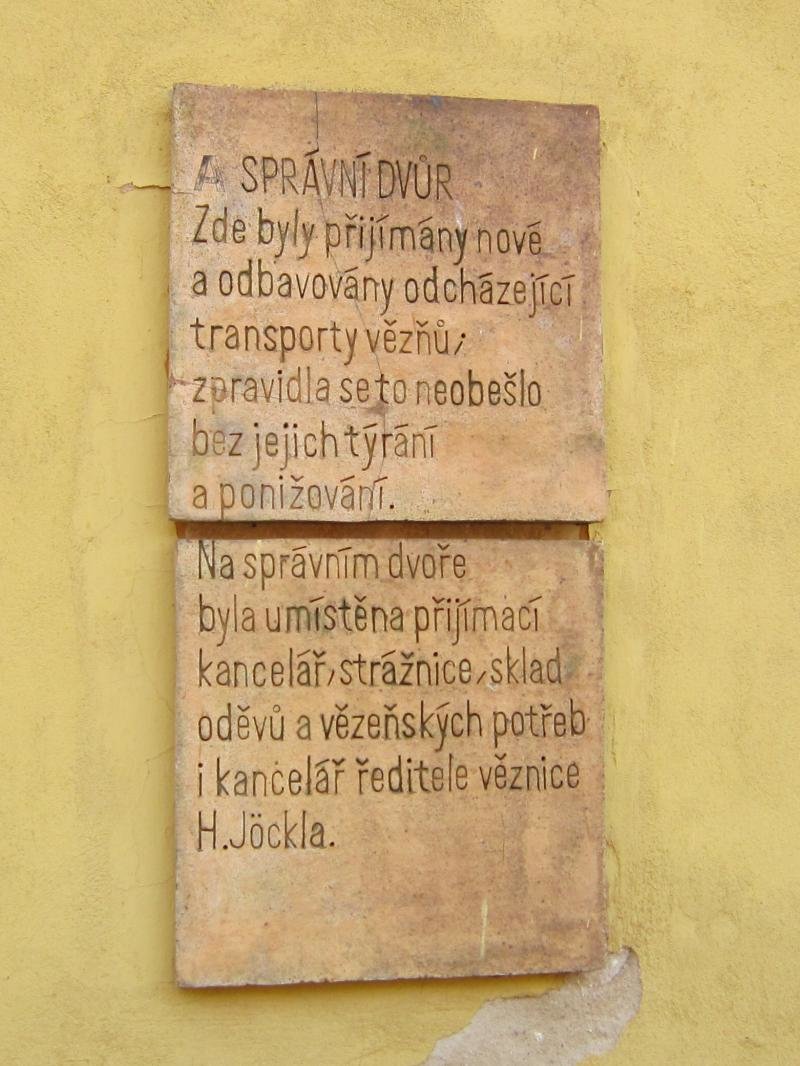 A SPRÁVNÍ DVŮR
Zde byly přijímány nové
a odbavovány odcházející
transporty vězňů,
zpravidla se to neobešlo
bez jejich týrání
a ponižování.
Na správním dvoře
byla umístěna přijímací
kancelář, strážnice, sklad
oděvů a vězeňských potřeb
i kancelář ředitele věznice
H. Jöckla.